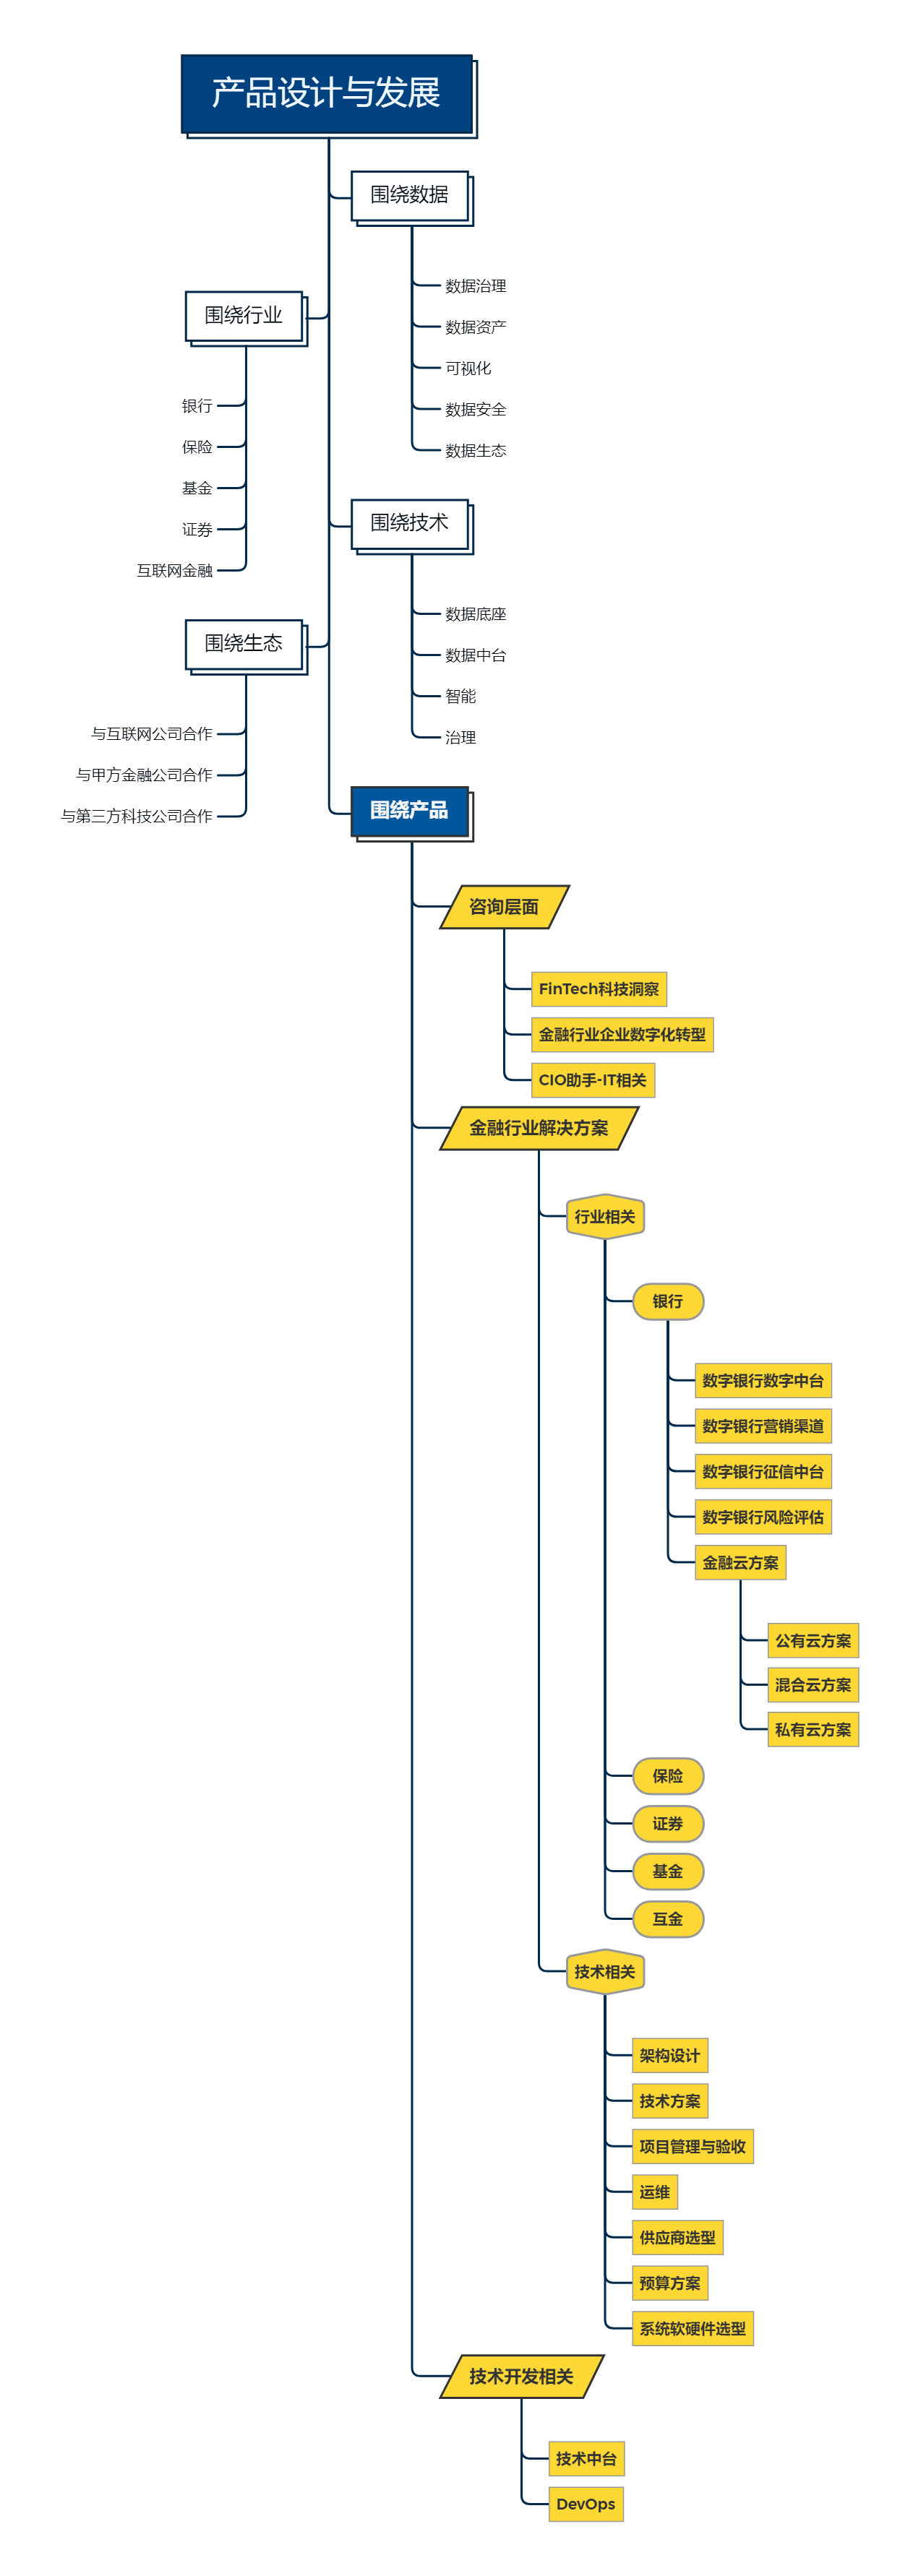 产品设计与发展
围绕数据
数据治理
数据资产
可视化
数据安全
数据生态
围绕行业
银行
保险
基金
证券
互联网金融
围绕技术
数据底座
数据中台
智能
治理
围绕生态
与互联网公司合作
与甲方金融公司合作
与第三方科技公司合作
围绕产品
咨询层面
FinTech科技洞察
金融行业企业数字化转型
CIO助手-IT相关
金融行业解决方案
行业相关
银行
数字银行数字中台
数字银行营销渠道
数字银行征信中台
数字银行风险评估
金融云方案
公有云方案
混合云方案
私有云方案
保险
证券
基金
互金
技术相关
架构设计
技术方案
项目管理与验收
运维
供应商选型
预算方案
系统软硬件选型
技术开发相关
技术中台
DevOps